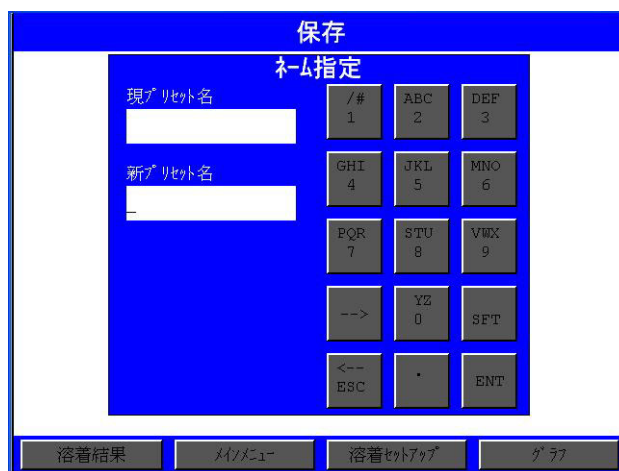 保存
ﾈｰﾑ指定
現ﾌﾟﾘｾｯﾄ名
新ﾌﾟﾘｾｯﾄ名
_
/# ABC DEF
1 2 3
GHI JKL MNO
4 5 6
PQR STU VWX
7 8 9
--> YZ SFT
0
<-- . ENT
ESC
溶着結果 ﾒｲﾝﾒﾆｭｰ 溶着ｾｯﾄｱｯﾌﾟ ｸﾞﾗﾌ